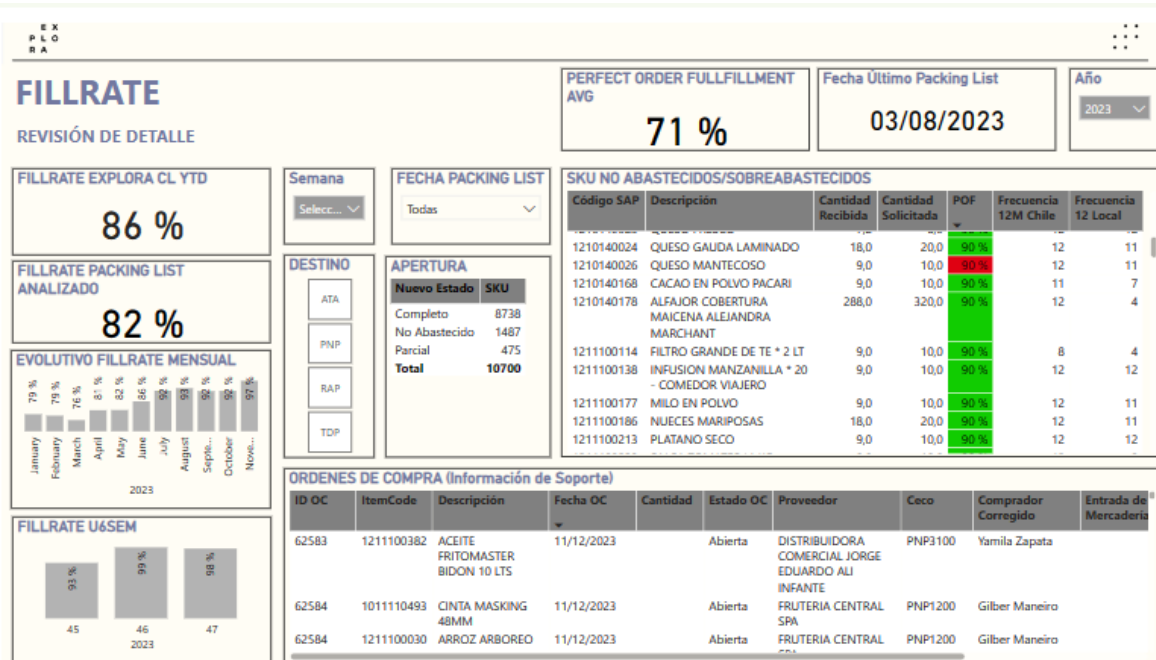 E X
P L O
R A
FILLRATE
REVISIÓN DE DETALLE
PERFECT ORDER FULLFILLMENT
AVG
71 %
Fecha Último Packing List
03/08/2023
Año
2023
FILLRATE EXPLORA CL YTD
86 %
FILLRATE PACKING LIST
ANALIZADO
82 %
EVOLUTIVO FILLRATE MENSUAL
79 % 79 % 76 % 81 % 82 % 86 % 92 % 93 % 92 % 92 % 97 %
January February March April May June July August Septe... October Nove...
2023
FILLRATE U6SEM
93 % 99 % 98 %
45 46 47
2023
Semana
Selecc...
FECHA PACKING LIST
Todas
DESTINO
ATA
PNP
RAP
TDP
APERTURA
Nuevo Estado SKU
Completo 8738
No Abastecido 1487
Parcial 475
Total 10700
SKU NO ABASTECIDOS/SOBREABASTECIDOS
Código SAP Descripción Cantidad Cantidad POF Frecuencia Frecuencia
Recibida Solicitada 12M Chile 12 Local
1210140024 QUESO GAUDA LAMINADO 18,0 20,0 90 % 12 11
1210140026 QUESO MANTECOSO 9,0 10,0 90 % 12 11
1210140168 CACAO EN POLVO PACARI 9,0 10,0 90 % 11 7
1210140178 ALFAJOR COBERTURA 288,0 320,0 90 % 12 4
MAICENA ALEJANDRA
MARCHANT
1211100114 FILTRO GRANDE DE TE * 2 LT 9,0 10,0 90 % 8 4
1211100138 INFUSION MANZANILLA * 20 9,0 10,0 90 % 12 12
- COMEDOR VIAJERO
1211100177 MILO EN POLVO 9,0 10,0 90 % 12 11
1211100186 NUECES MARIPOSAS 18,0 20,0 90 % 12 11
1211100213 PLATANO SECO 9,0 10,0 90 % 12 12
ORDENES DE COMPRA (Información de Soporte)
ID OC ItemCode Descripción Fecha OC Cantidad Estado OC Proveedor Ceco Comprador Entrada de
Corregido Mercadería
62583 1211100382 ACEITE 11/12/2023 Abierta DISTRIBUIDORA PNP3100 Yamila Zapata
FRITOMASTER COMERCIAL JORGE
BIDON 10 LTS EDUARDO ALI
INFANTE
62584 1011110493 CINTA MASKING 11/12/2023 Abierta FRUTERIA CENTRAL PNP1200 Gilber Maneiro
48MM SPA
62584 1211100030 ARROZ ARBOREO 11/12/2023 Abierta FRUTERIA CENTRAL PNP1200 Gilber Maneiro